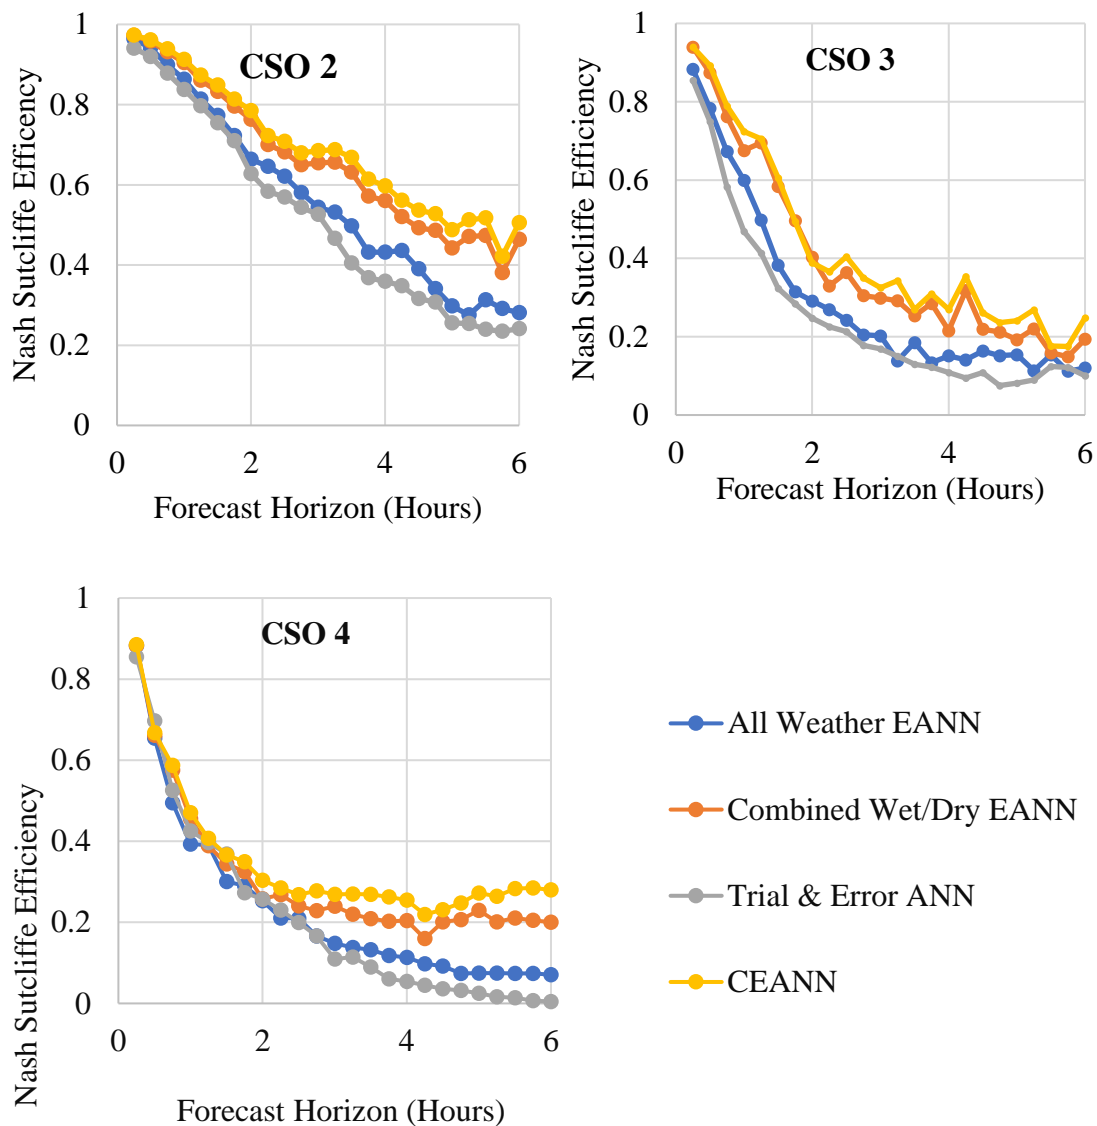 CSO 2
Nash Sutcliffe Efficiency
1
0.8
0.6
0.4
0.2
0
0 2 4 6
Forecast Horizon (Hours)
CSO 3
Nash Sutcliffe Efficiency
1
0.8
0.6
0.4
0.2
0
0 2 4 6
Forecast Horizon (Hours)
CSO 4
Nash Sutcliffe Efficiency
1
0.8
0.6
0.4
0.2
0
0 2 4 6
Forecast Horizon (Hours)
All Weather EANN
Combined Wet/Dry EANN
Trial & Error ANN
CEANN